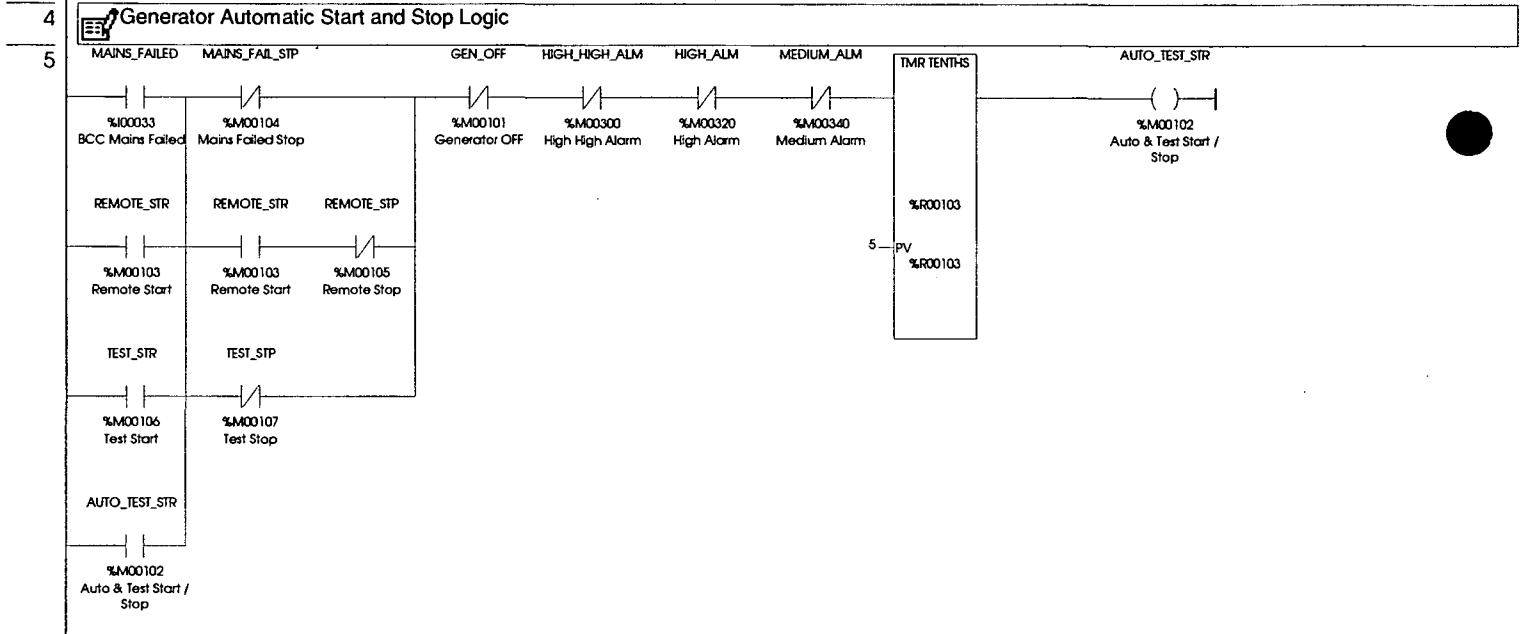 4
Generator Automatic Start and Stop Logic
5
MAINS_FAILED MAINS_FAIL_STP GEN_OFF HIGH_HIGH_ALM HIGH_ALM MEDIUM_ALM TMR TENTHS AUTO_TEST_STR
%I00033 %M00104 %M00101 %M00300 %M00320 %M00340 %M00102
BCC Mains Failed Mains Failed Stop Generator OFF High High Alarm High Alarm Medium Alarm Auto & Test Start /
Stop
REMOTE_STR REMOTE_STR REMOTE_STP %R00103
5 PV
%M00103 %M00103 %M00105 %R00103
Remote Start Remote Start Remote Stop
TEST_STR TEST_STP
%M00106 %M00107
Test Start Test Stop
AUTO_TEST_STR
%M00102
Auto & Test Start /
Stop